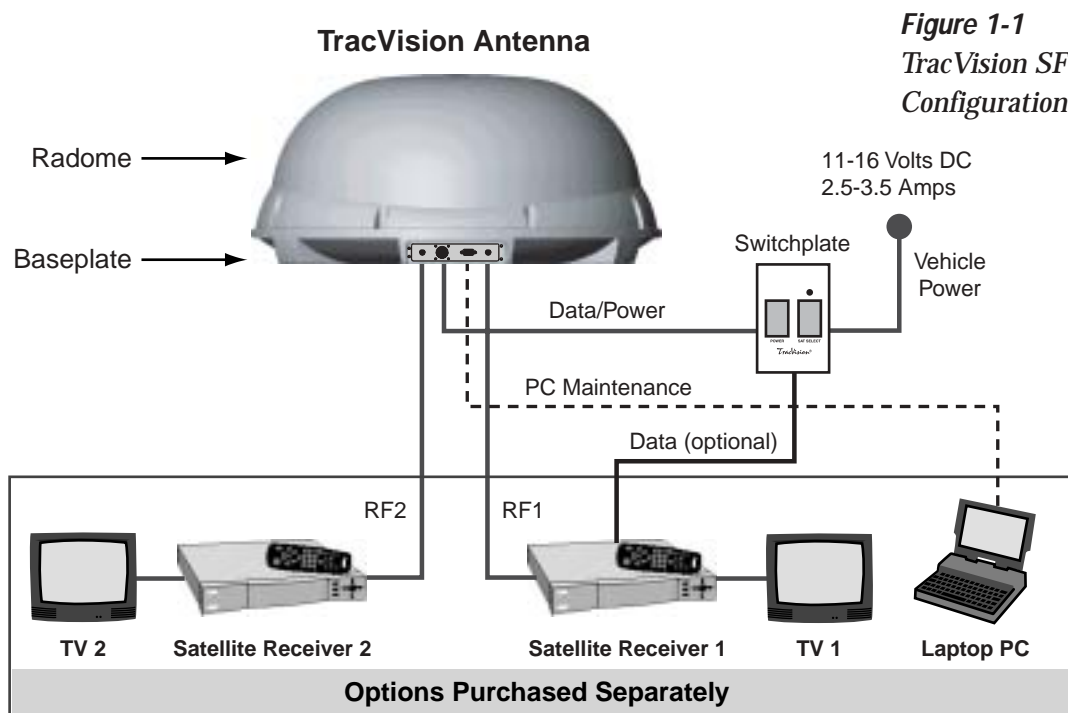 Figure 1-1
TracVision SF
Configuration
TracVision Antenna
Radome
Baseplate
11-16 Volts DC
2.5-3.5 Amps
Switchplate
Vehicle
Power
Data/Power
POWER
SAT SELECT
TracVision®
PC Maintenance
Data (optional)
RF2
RF1
TV 2
Satellite Receiver 2
Satellite Receiver 1
TV 1
Laptop PC
Options Purchased Separately